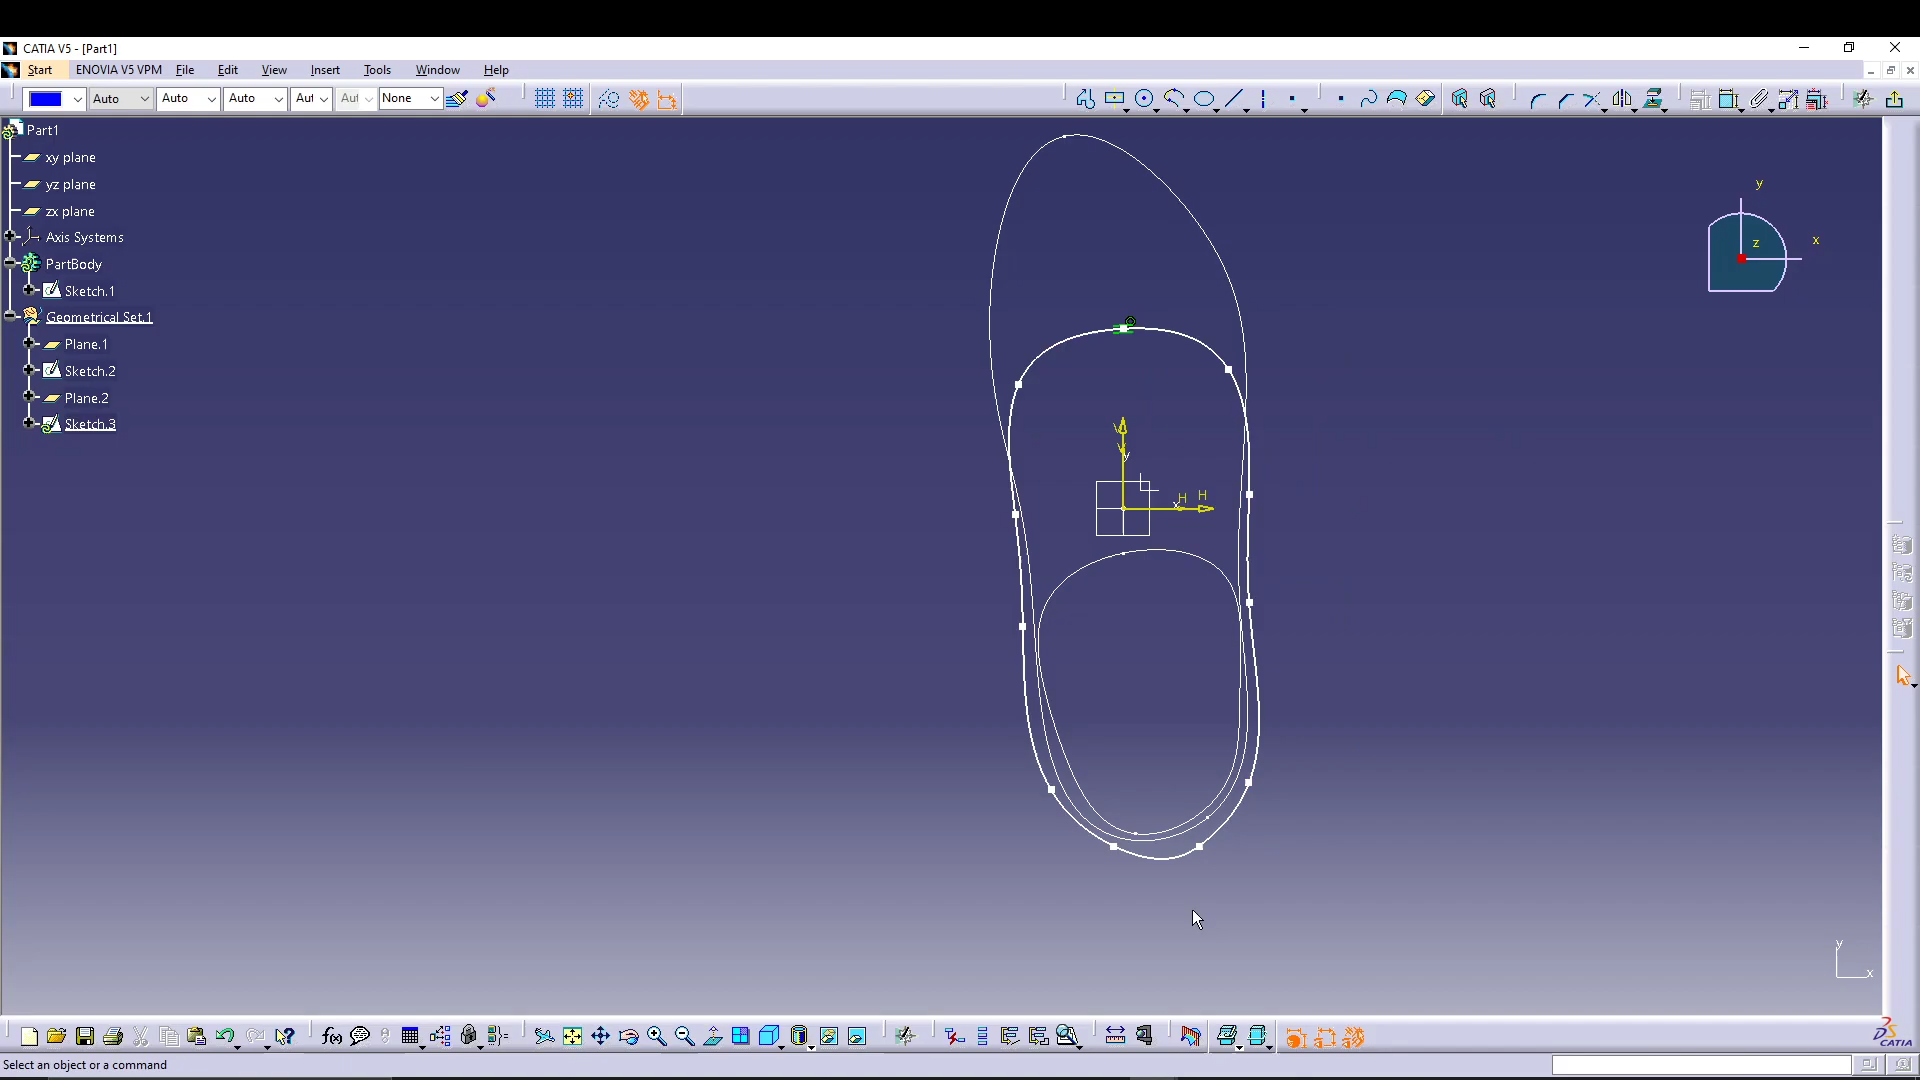 CATIA V5 - [Part1]
Start ENOVIA V5 VPM File Edit View Insert Tools Window Help
Auto Auto Auto Aut Aut None
Part1
xy plane
yz plane
zx plane
Axis Systems
PartBody
Sketch.1
Geometrical Set.1
Plane.1
Sketch.2
Plane.2
Sketch.3
y
z x
V
y
H H
x
y
x
f(x)
CATIA
Select an object or a command